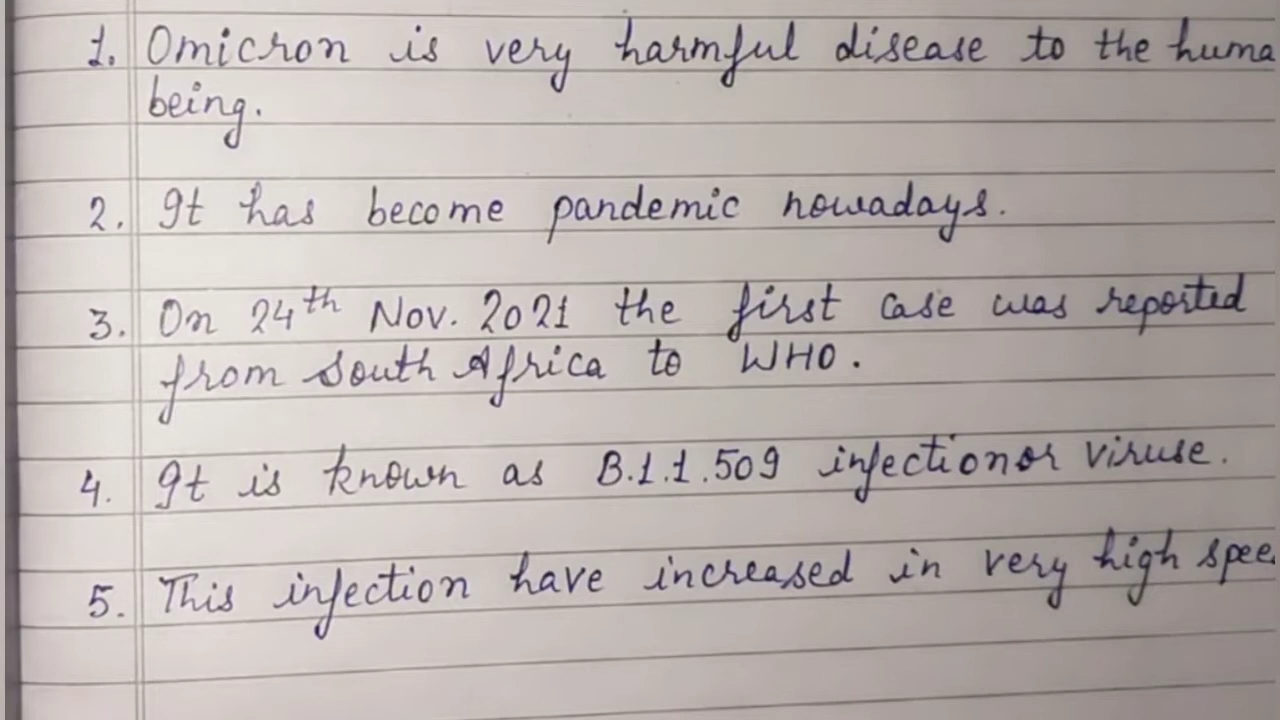 1. Omicron is very harmful disease to the huma
being.
2. It has become pandemic nowadays.
3. On 24th Nov. 2021 the first case was reported
from South Africa to WHO.
4. It is known as B.1.1.509 infection or viruse.
5. This infection have increased in very high spee